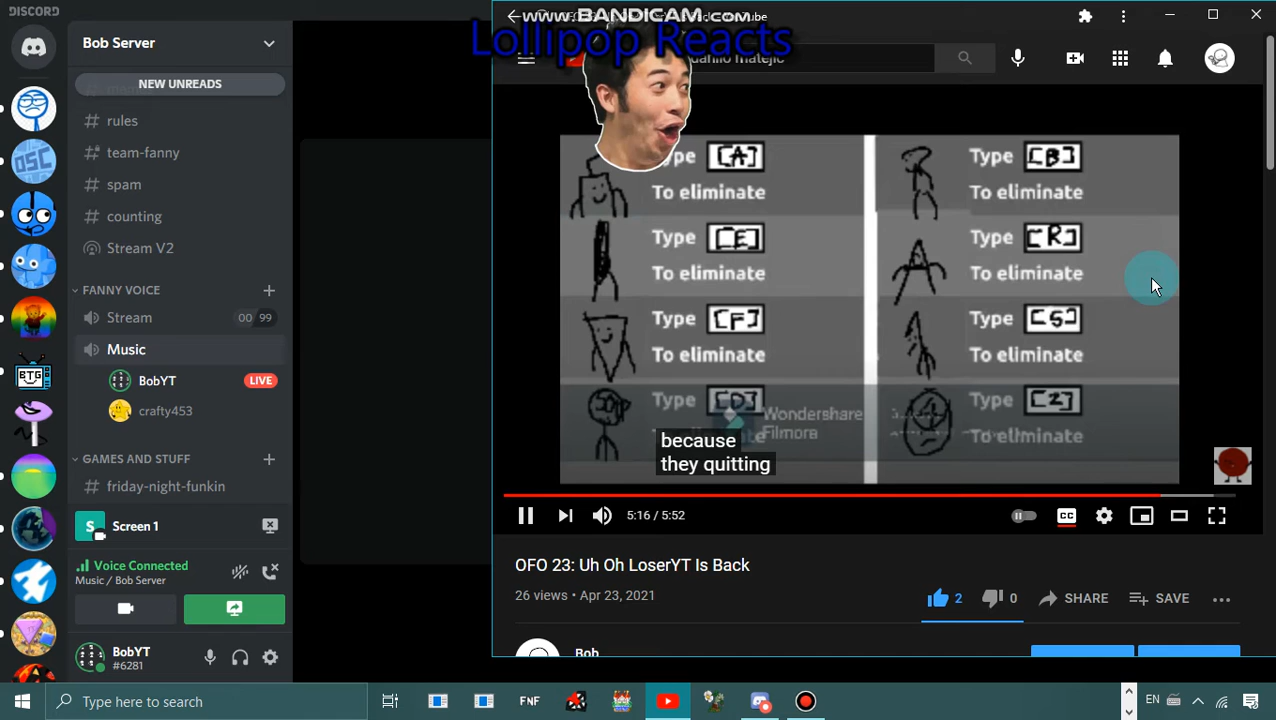 DISCORD
Bob Server
NEW UNREADS
rules
team-fanny
spam
counting
Stream V2
FANNY VOICE
Stream
00 99
Music
BobYT
LIVE
crafty453
GAMES AND STUFF
friday-night-funkin
Screen 1
Voice Connected
Music / Bob Server
BobYT
#6281
www.BANDICAM.com
Lollipop Reacts
danilo matejic
Type [A]
To eliminate
Type [B]
To eliminate
Type [E]
To eliminate
Type [R]
To eliminate
Type [F]
To eliminate
Type [S]
To eliminate
Type [D]
Type [Z]
To eliminate
Wondershare
Filmora
because
they quitting
5:16 / 5:52
CC
OFO 23: Uh Oh LoserYT Is Back
26 views • Apr 23, 2021
2
0
SHARE
SAVE
Bob
BTG
OSC
FNF
Type here to search
EN